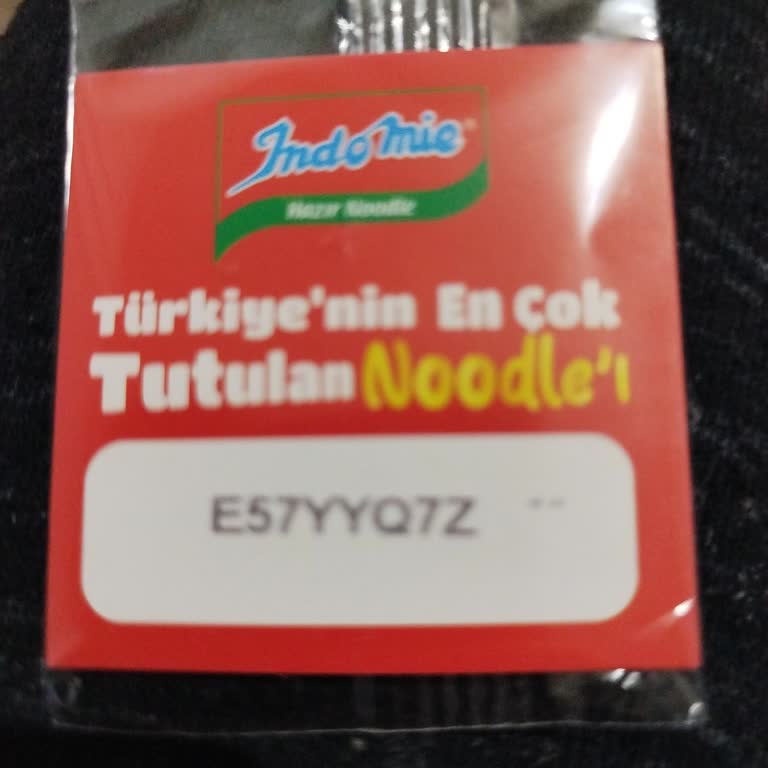 Indomie
Hazır Noodle
Türkiye'nin En Çok
Tutulan Noodle'ı
E57YYQ7Z